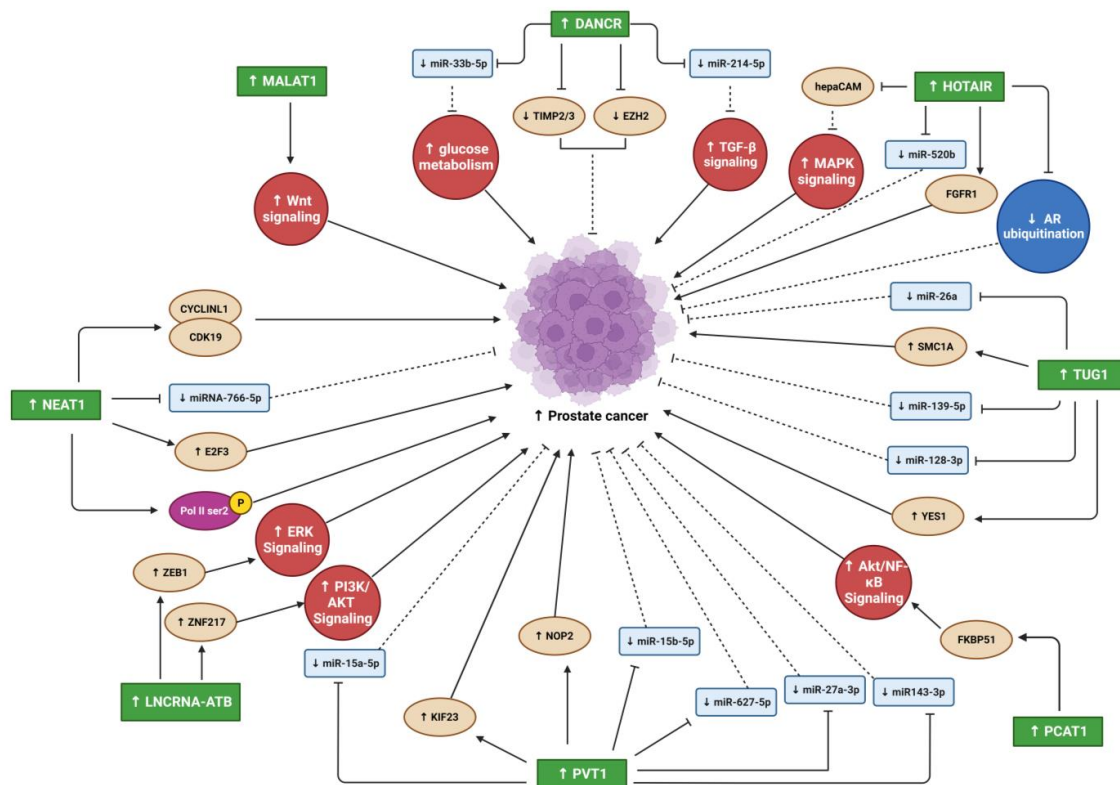 ↑ DANCR
↓ miR-33b-5p
↓ miR-214-5p
↑ MALAT1
hepaCAM
↑ HOTAIR
↓ TIMP2/3
↓ EZH2
↑ glucose
metabolism
↑ TGF-β
signaling
↑ MAPK
signaling
↓ miR-520b
FGFR1
↑ Wnt
signaling
↓ AR
ubiquitination
CYCLINL1
CDK19
↓ miR-26a
↑ SMC1A
↑ TUG1
↑ NEAT1
↓ miRNA-766-5p
↓ miR-139-5p
↑ Prostate cancer
↑ E2F3
↓ miR-128-3p
Pol II ser2
P
↑ YES1
↑ ERK
Signaling
↑ ZEB1
↑ PI3K/
AKT
Signaling
↑ Akt/NF-
κB
Signaling
↑ ZNF217
↑ NOP2
↓ miR-15b-5p
FKBP51
↓ miR-15a-5p
↓ miR-27a-3p
↓ miR143-3p
↓ miR-627-5p
↑ LNCRNA-ATB
↑ KIF23
↑ PCAT1
↑ PVT1